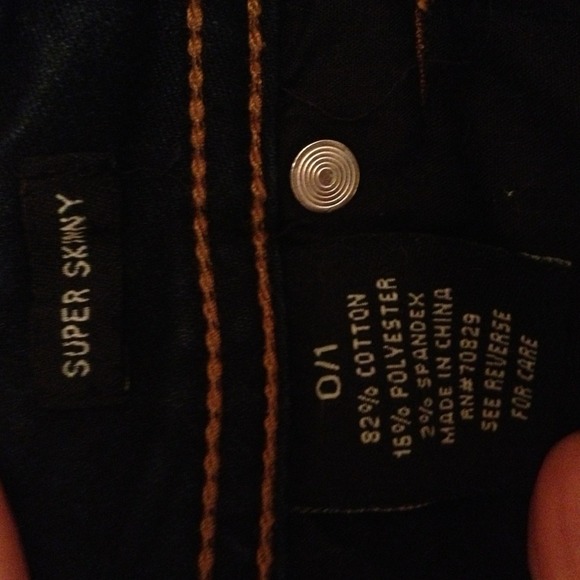 SUPER SKINNY
0/1
82% COTTON
16% POLYESTER
2% SPANDEX
MADE IN CHINA
RN# 70829
SEE REVERSE
FOR CARE